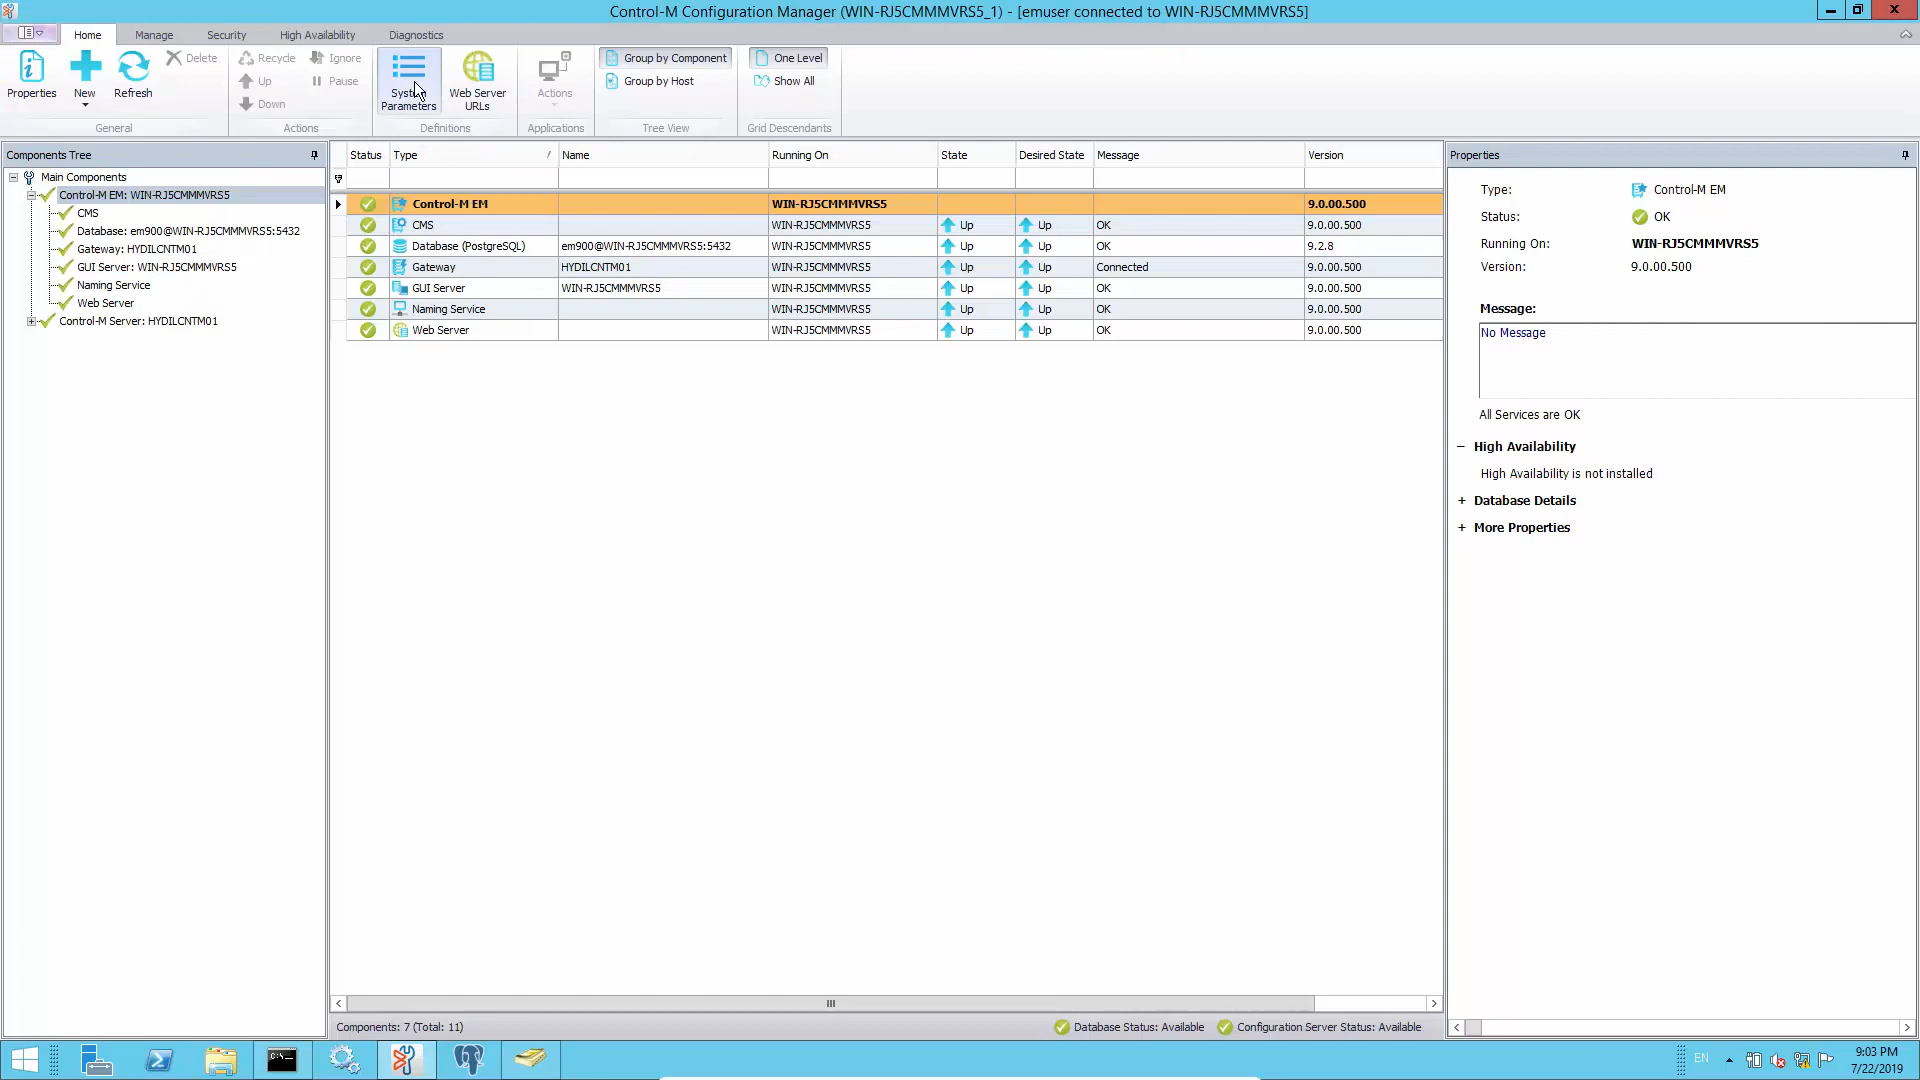 Control-M Configuration Manager (WIN-RJ5CMMMVRS5_1) - [emuser connected to WIN-RJ5CMMMVRS5]
Home Manage Security High Availability Diagnostics
Properties New Refresh Delete
General
Recycle Ignore
Up Pause
Down
Actions
System Parameters
Web Server URLs
Definitions
Actions
Applications
Group by Component
Group by Host
Tree View
One Level
Show All
Grid Descendants
Components Tree
Main Components
Control-M EM: WIN-RJ5CMMMVRS5
CMS
Database: em900@WIN-RJ5CMMMVRS5:5432
Gateway: HYDILCNTM01
GUI Server: WIN-RJ5CMMMVRS5
Naming Service
Web Server
Control-M Server: HYDILCNTM01
Status Type / Name Running On State Desired State Message Version
Control-M EM WIN-RJ5CMMMVRS5 9.0.00.500
CMS WIN-RJ5CMMMVRS5 Up Up OK 9.0.00.500
Database (PostgreSQL) em900@WIN-RJ5CMMMVRS5:5432 WIN-RJ5CMMMVRS5 Up Up OK 9.2.8
Gateway HYDILCNTM01 WIN-RJ5CMMMVRS5 Up Up Connected 9.0.00.500
GUI Server WIN-RJ5CMMMVRS5 WIN-RJ5CMMMVRS5 Up Up OK 9.0.00.500
Naming Service WIN-RJ5CMMMVRS5 Up Up OK 9.0.00.500
Web Server WIN-RJ5CMMMVRS5 Up Up OK 9.0.00.500
Properties
Type: Control-M EM
Status: OK
Running On: WIN-RJ5CMMMVRS5
Version: 9.0.00.500
Message:
No Message
All Services are OK
High Availability
High Availability is not installed
Database Details
More Properties
Components: 7 (Total: 11) Database Status: Available Configuration Server Status: Available
C:\_
EN
9:03 PM
7/22/2019